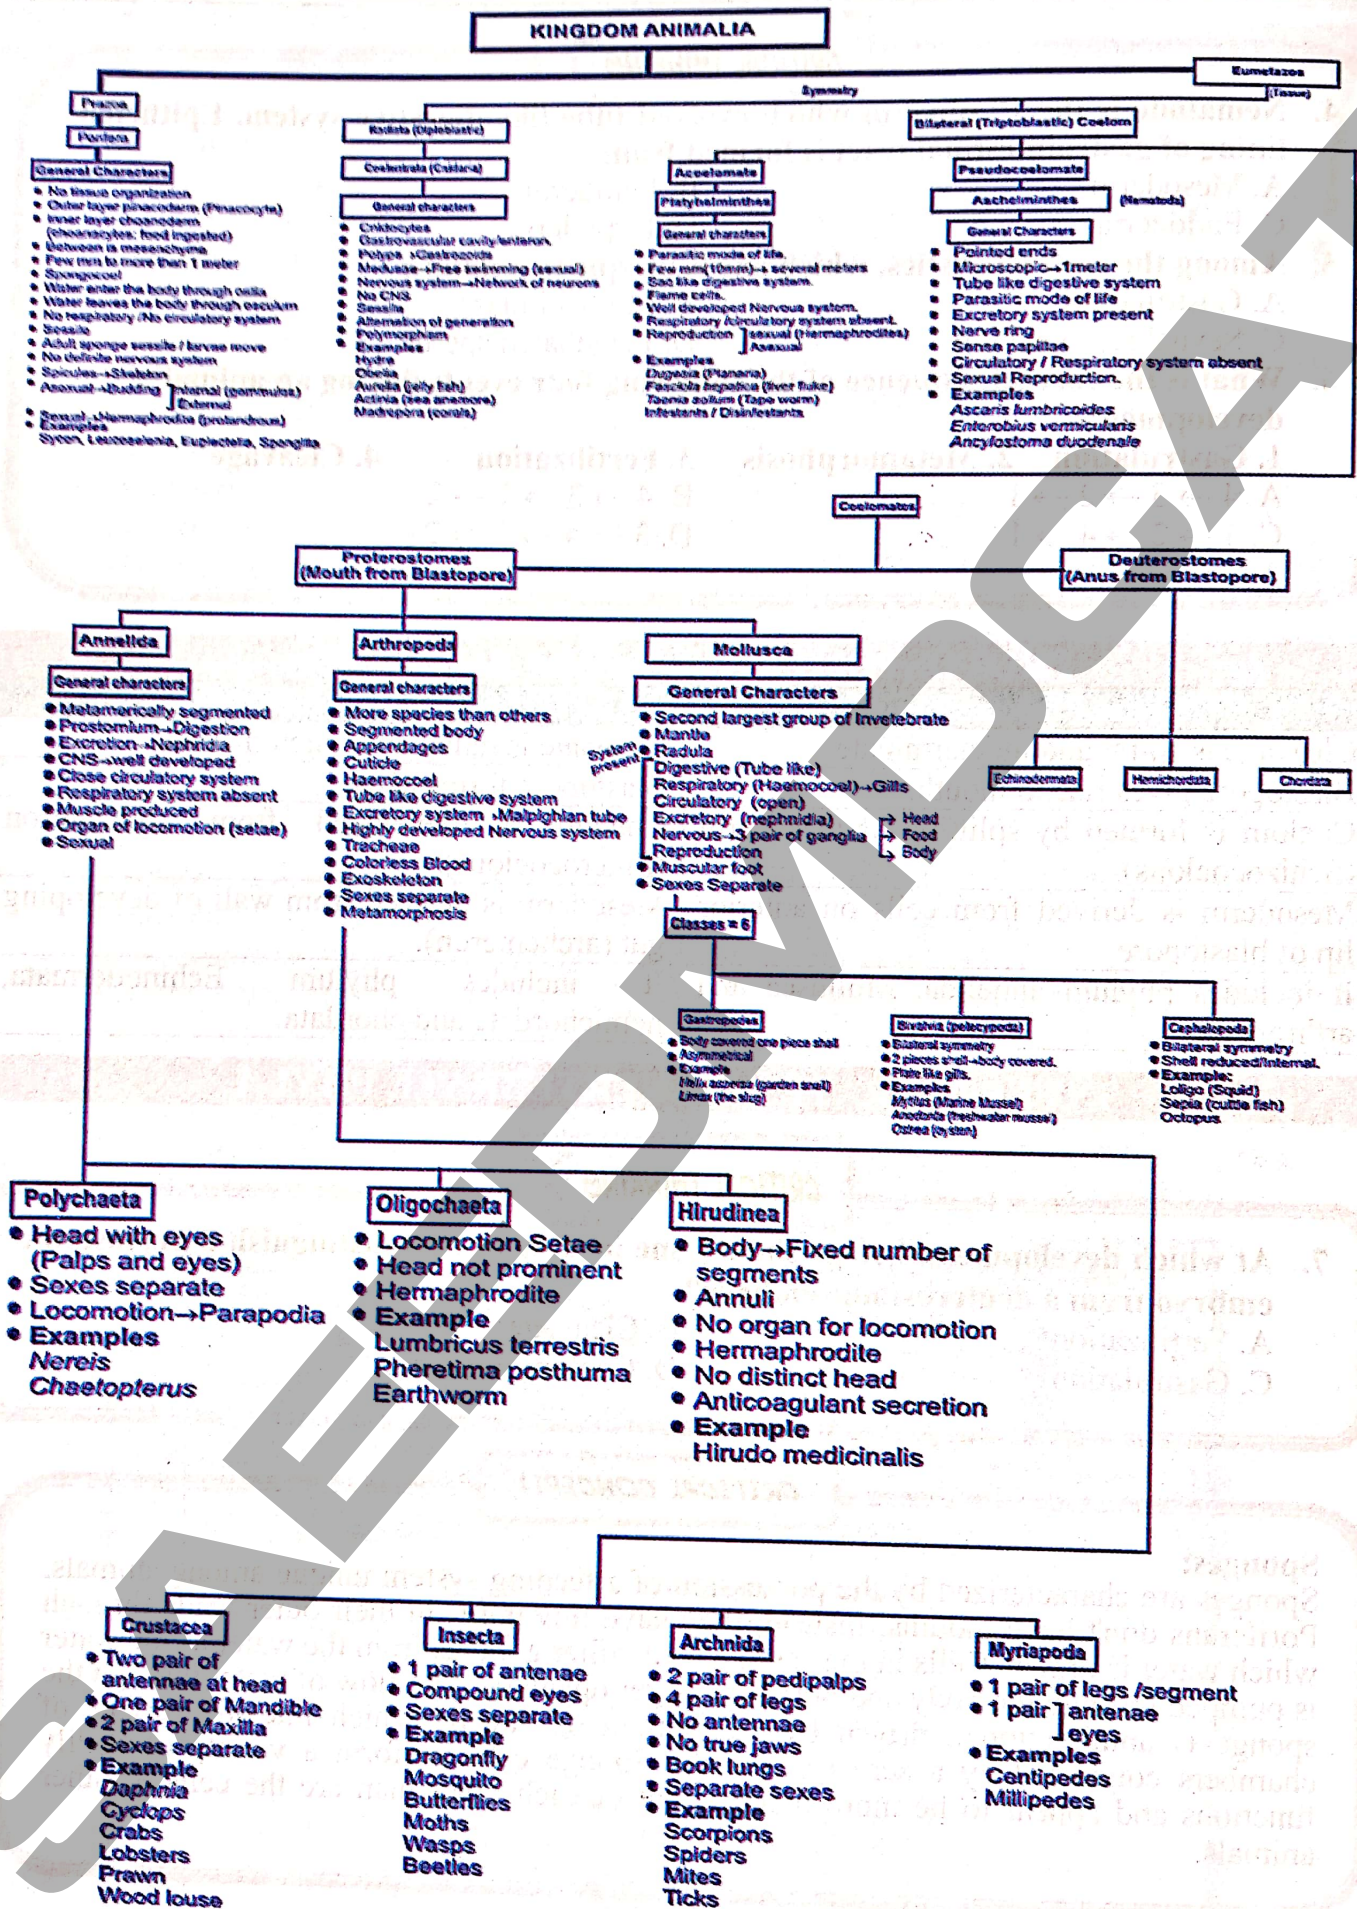 KINGDOM ANIMALIA
Eumetazoa
(Tissue)
Symmetry
Prazoa
Porifera
General Characters
• No tissue organization
• Outer layer pinacoderm (Pinacocyte)
• Inner layer choanoderm
(choanocytes: food ingested)
• Between is mesenchyme
• Few mm to more than 1 meter
• Spongocoel
• Water enter the body through ostia
• Water leaves the body through osculum
• No respiratory / No circulatory system
• Sessile
• Adult sponge sessile / larvae move
• No definite nervous system
• Spicules→Skeleton
• Asexual→Budding ] Internal (gemmules)
External
• Sexual→Hermaphrodite (protandrous)
• Examples
Sycon, Leucoselenia, Euplectella, Spongilla
Radiata (Diploblastic)
Coelentrata (Cnidaria)
General characters
• Cnidocytes
• Gastrovascular cavity/enteron.
• Polyps→Gastrozoids
• Medusae→Free swimming (sexual)
• Nervous system→Network of neurons
• No CNS
• Sessile
• Alternation of generation
• Polymorphism
• Examples
Hydra
Obelia
Aurelia (jelly fish)
Actinia (sea anemore)
Madrepora (corals)
Bilateral (Triptoblastic) Coelom
Acoelomate
Platyhelminthes
General characters
• Parasitic mode of life.
• Few mm(10mm)→ several meters
• Sac like digestive system.
• Flame cells.
• Well developed Nervous system.
• Respiratory /circulatory system absent.
• Reproduction ] sexual (Hermaphrodites)
Asexual
• Examples
Dugesia (Planaria)
Fasciola hepatica (liver fluke)
Taenia solium (Tape worm)
Infestants / Disinfestants
Pseudocoelomate
Aschelminthes
(Nematoda)
General Characters
• Pointed ends
• Microscopic→1meter
• Tube like digestive system
• Parasitic mode of life
• Excretory system present
• Nerve ring
• Sense papillae
• Circulatory / Respiratory system absent
• Sexual Reproduction.
• Examples
Ascaris lumbricoides
Enterobius vermicularis
Ancylostoma duodenale
Coelomates
Proterostomes
(Mouth from Blastopore)
Deuterostomes
(Anus from Blastopore)
Annelida
General characters
• Metamerically segmented
• Prostomium→Digestion
• Excretion→Nephridia
• CNS→well developed
• Close circulatory system
• Respiratory system absent
• Muscle produced
• Organ of locomotion (setae)
• Sexual
Arthropoda
General characters
• More species than others
• Segmented body
• Appendages
• Cuticle
• Haemocoel
• Tube like digestive system
• Excretory system→Malpighian tube
• Highly developed Nervous system
• Tracheae
• Colorless Blood
• Exoskeleton
• Sexes separate
• Metamorphosis
Mollusca
General Characters
• Second largest group of Invetebrate
• Mantle
• Radula
System present
Digestive (Tube like)
Respiratory (Haemocoel)→Gills
Circulatory (open)
Excretory (nephnidia)
Nervous→3 pair of ganglia
Reproduction
→ Head
→ Food
→ Body
• Muscular foot
• Sexes Separate
Classes = 6
Echinodermata
Hemichordata
Chordata
Gastropodes
• Body covered one piece shell
• Asymmetrical
• Example
Helix aspersa (garden snail)
Limax (the slug)
Bivalvia (pelecypoda)
• Bilateral symmetry
• 2 pieces shell→body covered.
• Plate like gills.
• Examples
Mytilus (Marine Mussel)
Anodonta (freshwater mussel)
Ostrea (oyster)
Cephalopoda
• Bilateral symmetry
• Shell reduced/Internal.
• Example:
Loligo (Squid)
Sepia (cuttle fish)
Octopus.
Polychaeta
• Head with eyes
(Palps and eyes)
• Sexes separate
• Locomotion→Parapodia
• Examples
Nereis
Chaetopterus
Oligochaeta
• Locomotion Setae
• Head not prominent
• Hermaphrodite
• Example
Lumbricus terrestris
Pheretima posthuma
Earthworm
Hirudinea
• Body→Fixed number of
segments
• Annuli
• No organ for locomotion
• Hermaphrodite
• No distinct head
• Anticoagulant secretion
• Example
Hirudo medicinalis
Crustacea
• Two pair of
antennae at head
• One pair of Mandible
• 2 pair of Maxilla
• Sexes separate
• Example
Daphnia
Cyclops
Crabs
Lobsters
Prawn
Wood louse
Insecta
• 1 pair of antenae
• Compound eyes
• Sexes separate
• Example
Dragonfly
Mosquito
Butterflies
Moths
Wasps
Beetles
Archnida
• 2 pair of pedipalps
• 4 pair of legs
• No antennae
• No true jaws
• Book lungs
• Separate sexes
• Example
Scorpions
Spiders
Mites
Ticks
Myriapoda
• 1 pair of legs /segment
• 1 pair ] antenae
eyes
• Examples
Centipedes
Millipedes
SAEEDMDCAT